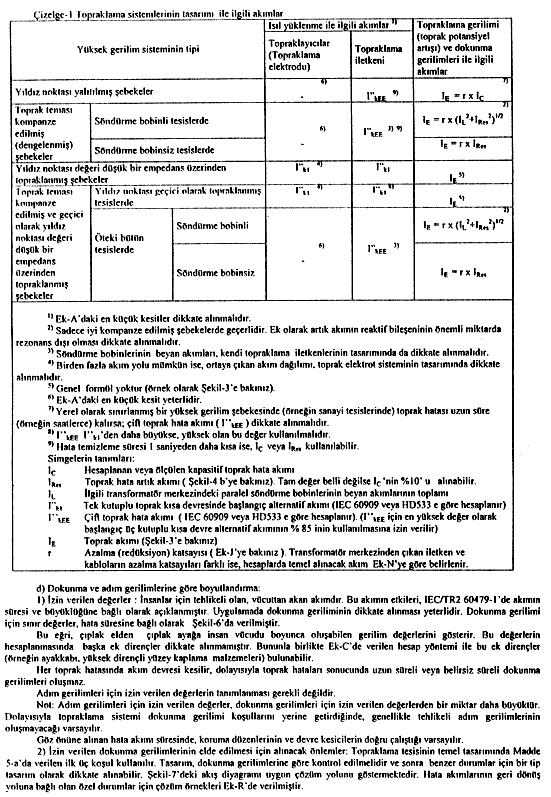 Çizelge-1 Topraklama sistemlerinin tasarımı ile ilgili akımlar
Yüksek gerilim sisteminin tipi
Isıl yüklenme ile ilgili akımlar 1)
Topraklayıcılar
(Topraklama
elektrodu)
Topraklama
iletkeni
Topraklama gerilimi
(toprak potansiyel
artışı) ve dokunma
gerilimleri ile ilgili
akımlar
Yıldız noktası yalıtılmış şebekeler
6)
-
I''kEE 9)
7)
IE = r x IC
Toprak teması
kompanze
edilmiş
(dengelenmiş)
şebekeler
Söndürme bobinli tesislerde
6)
-
I''kEE 3) 9)
2)
IE = r x (IL²+IRes²)1/2
Söndürme bobinsiz tesislerde
IE = r x IRes
Yıldız noktası değeri düşük bir empedans üzerinden
topraklanmış şebekeler
I''k1 4)
I''k1
IE 5)
Toprak teması
kompanze
edilmiş ve geçici
olarak yıldız
noktası değeri
düşük bir
empedans
üzerinden
topraklanmış
şebekeler
Yıldız noktası geçici olarak topraklanmış
tesislerde
I''k1 4)
I''k1 8)
IE 5)
Öteki bütün
tesislerde
Söndürme bobinli
6)
-
I''kEE 3)
2)
IE = r x (IL²+IRes²)1/2
Söndürme bobinsiz
IE = r x IRes
1) Ek-A'daki en küçük kesitler dikkate alınmalıdır.
2) Sadece iyi kompanze edilmiş şebekelerde geçerlidir. Ek olarak artık akımın reaktif bileşeninin önemli miktarda
rezonans dışı olması dikkate alınmalıdır.
3) Söndürme bobinlerinin beyan akımları, kendi topraklama iletkenlerinin tasarımında da dikkate alınmalıdır.
4) Birden fazla akım yolu mümkün ise, ortaya çıkan akım dağılımı, toprak elektrot sisteminin tasarımında dikkate
alınmalıdır.
5) Genel formül yoktur (örnek olarak Şekil-3'e bakınız).
6) Ek-A'daki en küçük kesit yeterlidir.
7) Yerel olarak sınırlanmış bir yüksek gerilim şebekesinde (örneğin sanayi tesislerinde) toprak hatası uzun süre
(örneğin saatlerce) kalırsa; çift toprak hata akımı ( I''kEE ) dikkate alınmalıdır.
8) I''kEE I''k1'den daha büyükse, yüksek olan bu değer kullanılmalıdır.
9) Hata temizleme süresi 1 saniyeden daha kısa ise, IC veya IRes kullanılabilir.
Simgelerin tanımları:
IC Hesaplanan veya ölçülen kapasitif toprak hata akımı
IRes Toprak hata artık akımı ( Şekil-4 b'ye bakınız). Tam değer belli değilse IC 'nin %10' u alınabilir.
IL İlgili transformatör merkezindeki paralel söndürme bobinlerinin beyan akımlarının toplamı
I''k1 Tek kutuplu toprak kısa devresinde başlangıç alternatif akımı (IEC 60909 veya HD533 e göre hesaplanır)
I''kEE Çift toprak hata akımı ( IEC 60909 veya HD533 e göre hesaplanır). (I''kEE için en yüksek değer olarak
başlangıç üç kutuplu kısa devre alternatif akımının % 85 inin kullanılmasına izin verilir)
IE Toprak akımı (Şekil-3'e bakınız)
r Azalma (redüksiyon) katsayısı ( Ek-J'ye bakınız ). Transformatör merkezinden çıkan iletken ve
kabloların azalma katsayıları farklı ise, hesaplarda temel alınacak akım Ek-N'ye göre belirlenir.
d) Dokunma ve adım gerilimlerine göre boyutlandırma:
1) İzin verilen değerler : İnsanlar için tehlikeli olan, vücuttan akan akımdır. Bu akımın etkileri, IEC/TR2 60479-1'de akımın
süresi ve büyüklüğüne bağlı olarak açıklanmıştır. Uygulamada dokunma geriliminin dikkate alınması yeterlidir. Dokunma gerilimi
için sınır değerler, hata süresine bağlı olarak Şekil-6'da verilmiştir.
Bu eğri, çıplak elden çıplak ayağa insan vücudu boyunca oluşabilen gerilim değerlerini gösterir. Bu değerlerin
hesaplanmasında başka ek dirençler dikkate alınmamıştır. Bununla birlikte Ek-C'de verilen hesap yöntemi ile bu ek dirençler
(örneğin ayakkabı, yüksek dirençli yüzey kaplama malzemeleri) bulunabilir.
Her toprak hatasında akım devresi kesilir, dolayısıyla toprak hataları sonucunda uzun süreli veya belirsiz süreli dokunma
gerilimleri oluşmaz.
Adım gerilimleri için izin verilen değerlerin tanımlanması gerekli değildir.
Not: Adım gerilimleri için izin verilen değerler, dokunma gerilimleri için izin verilen değerlerden bir miktar daha büyüktür.
Dolayısıyla topraklama sistemi dokunma gerilimi koşullarını yerine getirdiğinde, genellikle tehlikeli adım gerilimlerinin
oluşmayacağı varsayılır.
Göz önüne alınan hata akımı süresinde, koruma düzenlerinin ve devre kesicilerin doğru çalıştığı varsayılır.
2) İzin verilen dokunma gerilimlerinin elde edilmesi için alınacak önlemler: Topraklama tesisinin temel tasarımında Madde
5-a'da verilen ilk üç koşul kullanılır. Tasarım, dokunma gerilimlerine göre kontrol edilmelidir ve sonra benzer durumlar için bir tip
tasarım olarak dikkate alınabilir. Şekil-7'deki akış diyagramı uygun çözüm yolunu göstermektedir. Hata akımlarının geri dönüş
yoluna bağlı olan özel durumlar için çözüm örnekleri Ek-R'de verilmiştir.